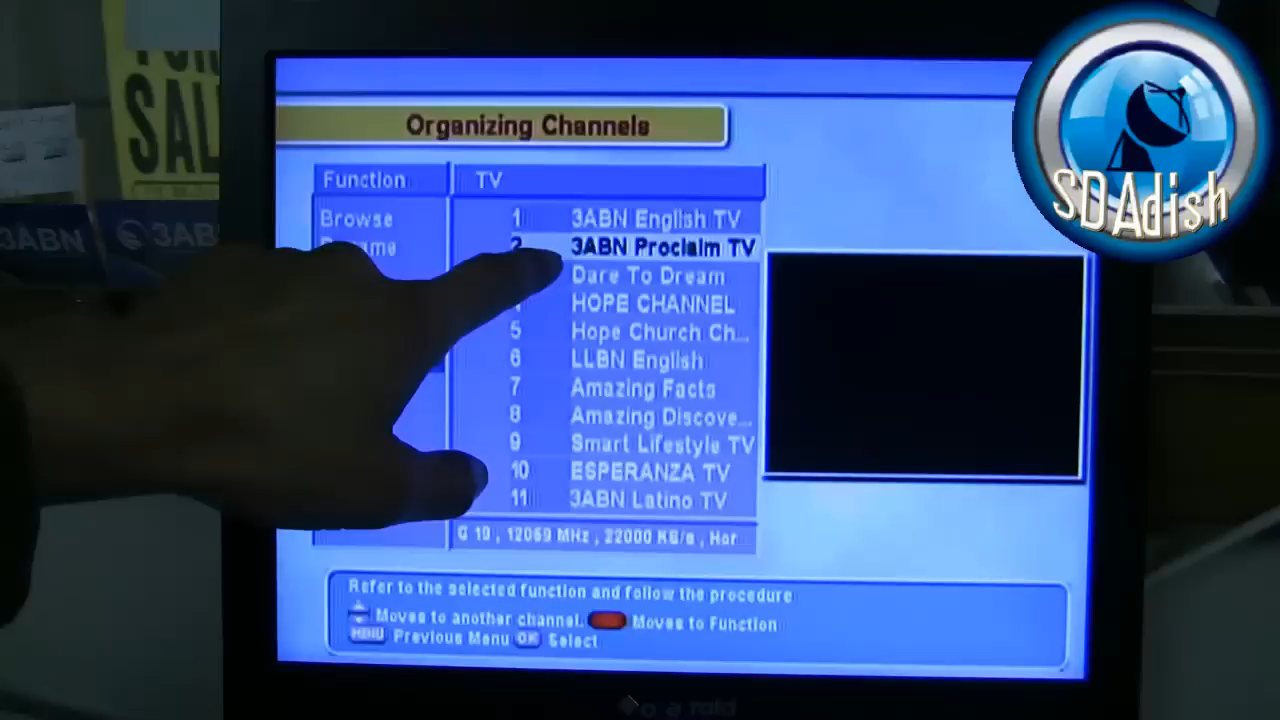 SAL
3ABN
3AB
SDAdish
Organizing Channels
Function
TV
Browse
1 3ABN English TV
2 3ABN Proclaim TV
Dare To Dream
HOPE CHANNEL
5 Hope Church Ch...
6 LLBN English
7 Amazing Facts
8 Amazing Discove...
9 Smart Lifestyle TV
10 ESPERANZA TV
11 3ABN Latino TV
G 19 , 12069 MHz , 22000 KS/s , Hor
Refer to the selected function and follow the procedure
Moves to another channel. Moves to Function
MENU Previous Menu OK Select